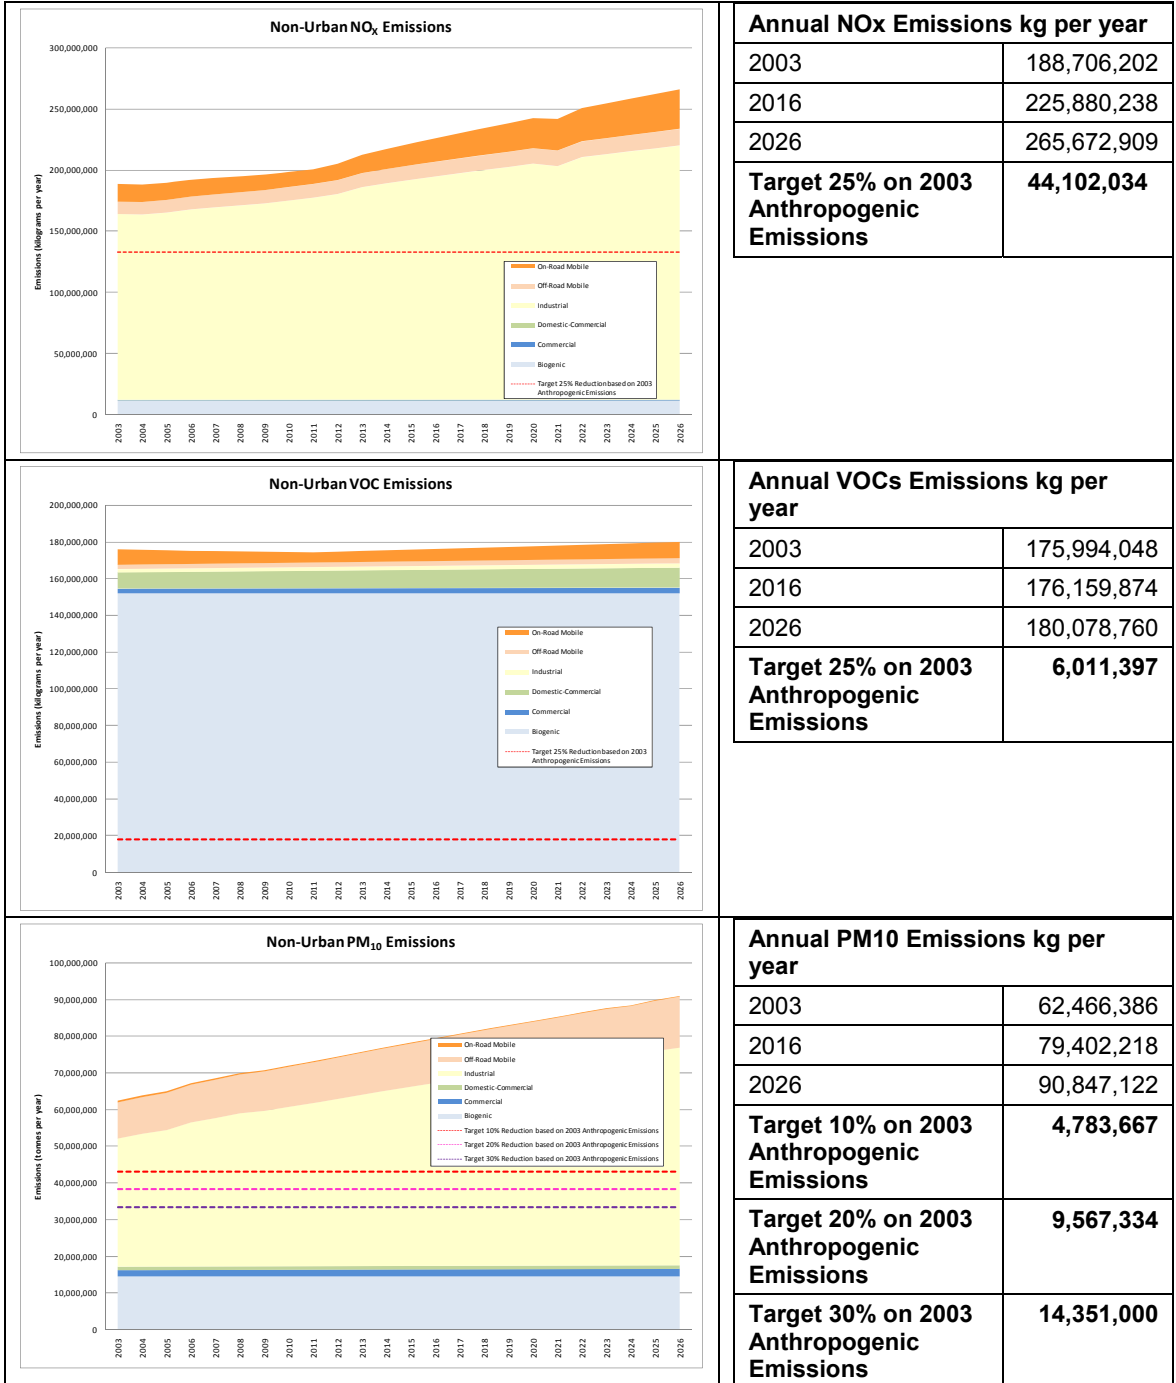 Non-Urban NOX Emissions
300,000,000
250,000,000
200,000,000
150,000,000
100,000,000
50,000,000
0
Emissions (kilograms per year)
2003 2004 2005 2006 2007 2008 2009 2010 2011 2012 2013 2014 2015 2016 2017 2018 2019 2020 2021 2022 2023 2024 2025 2026
On-Road Mobile
Off-Road Mobile
Industrial
Domestic-Commercial
Commercial
Biogenic
Target 25% Reduction based on 2003
Anthropogenic Emissions
Annual NOx Emissions kg per year
2003 188,706,202
2016 225,880,238
2026 265,672,909
Target 25% on 2003 44,102,034
Anthropogenic
Emissions
Non-Urban VOC Emissions
200,000,000
180,000,000
160,000,000
140,000,000
120,000,000
100,000,000
80,000,000
60,000,000
40,000,000
20,000,000
0
Emissions (kilograms per year)
2003 2004 2005 2006 2007 2008 2009 2010 2011 2012 2013 2014 2015 2016 2017 2018 2019 2020 2021 2022 2023 2024 2025 2026
On-Road Mobile
Off-Road Mobile
Industrial
Domestic-Commercial
Commercial
Biogenic
Target 25% Reduction based on 2003
Anthropogenic Emissions
Annual VOCs Emissions kg per
year
2003 175,994,048
2016 176,159,874
2026 180,078,760
Target 25% on 2003 6,011,397
Anthropogenic
Emissions
Non-Urban PM10 Emissions
100,000,000
90,000,000
80,000,000
70,000,000
60,000,000
50,000,000
40,000,000
30,000,000
20,000,000
10,000,000
0
Emissions (tonnes per year)
2003 2004 2005 2006 2007 2008 2009 2010 2011 2012 2013 2014 2015 2016 2017 2018 2019 2020 2021 2022 2023 2024 2025 2026
On-Road Mobile
Off-Road Mobile
Industrial
Domestic-Commercial
Commercial
Biogenic
Target 10% Reduction based on 2003 Anthropogenic Emissions
Target 20% Reduction based on 2003 Anthropogenic Emissions
Target 30% Reduction based on 2003 Anthropogenic Emissions
Annual PM10 Emissions kg per
year
2003 62,466,386
2016 79,402,218
2026 90,847,122
Target 10% on 2003 4,783,667
Anthropogenic
Emissions
Target 20% on 2003 9,567,334
Anthropogenic
Emissions
Target 30% on 2003 14,351,000
Anthropogenic
Emissions